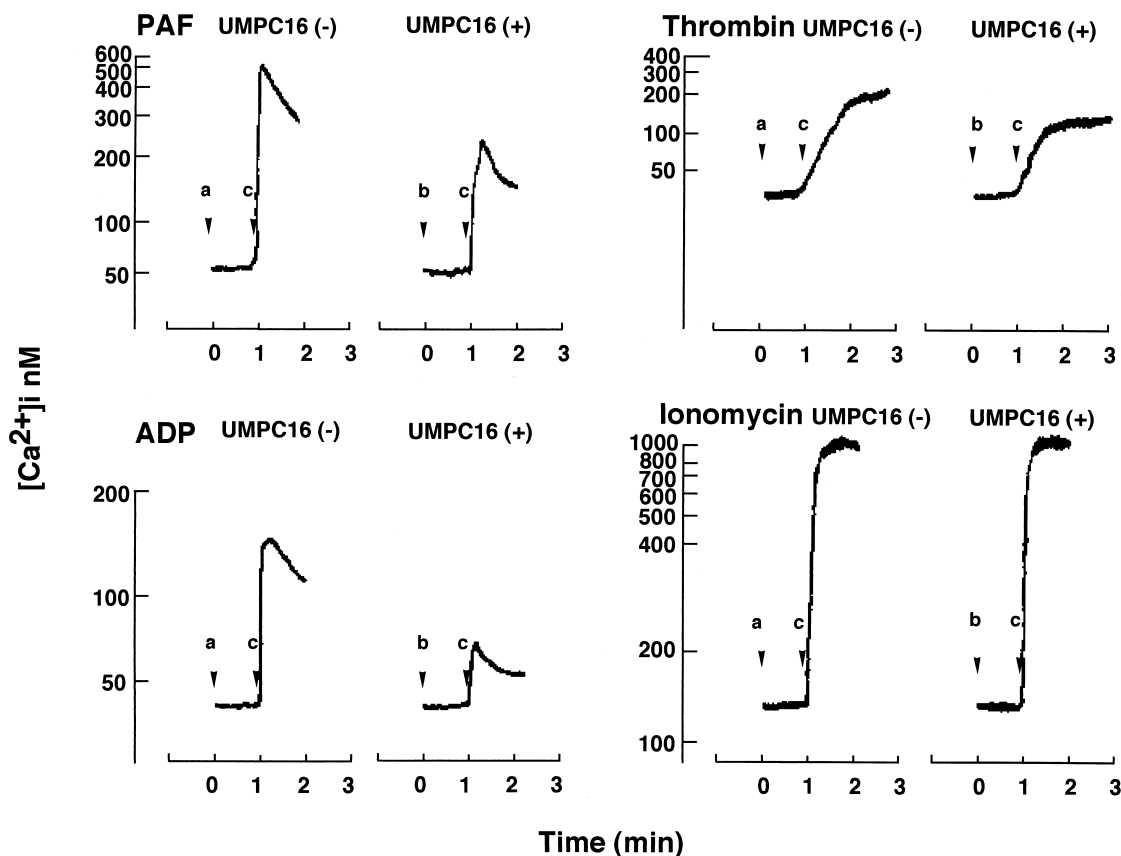 PAF UMPC16 (-) UMPC16 (+)
600
500
400
300
200
100
50
a c
b c
0 1 2 3
0 1 2 3
Thrombin UMPC16 (-) UMPC16 (+)
400
300
200
100
50
a c
b c
0 1 2 3
0 1 2 3
[Ca2+]i nM
ADP UMPC16 (-) UMPC16 (+)
200
100
50
a c
b c
0 1 2 3
0 1 2 3
Ionomycin UMPC16 (-) UMPC16 (+)
1000
800
700
600
500
400
200
100
a c
b c
0 1 2 3
0 1 2 3
Time (min)